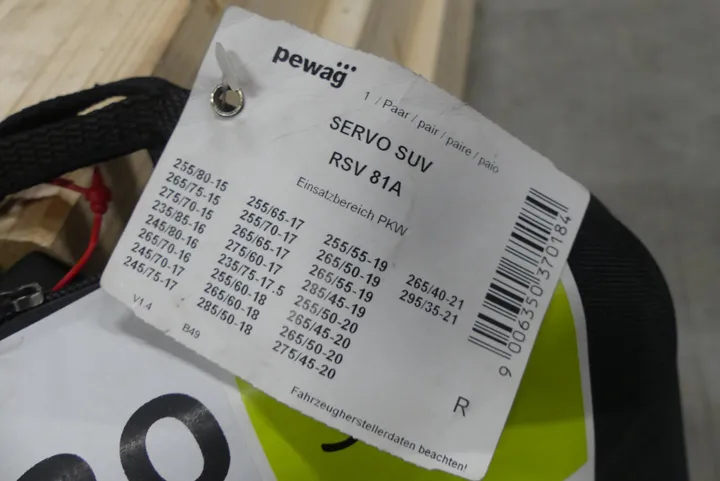 pewag
1 / Paar / pair / paire / paio
SERVO SUV
RSV 81A
Einsatzbereich PKW
255/80-15
265/75-15
275/70-15
235/85-16
245/80-16
265/70-16
245/70-17
245/75-17
255/65-17
255/70-17
265/65-17
275/60-17
235/75-17.5
255/60-18
265/60-18
285/50-18
255/55-19
265/50-19
265/55-19
285/45-19
255/50-20
265/45-20
265/50-20
275/45-20
265/40-21
295/35-21
V1.4
B49
9 006350 370184
R
Fahrzeugherstellerdaten beachten!